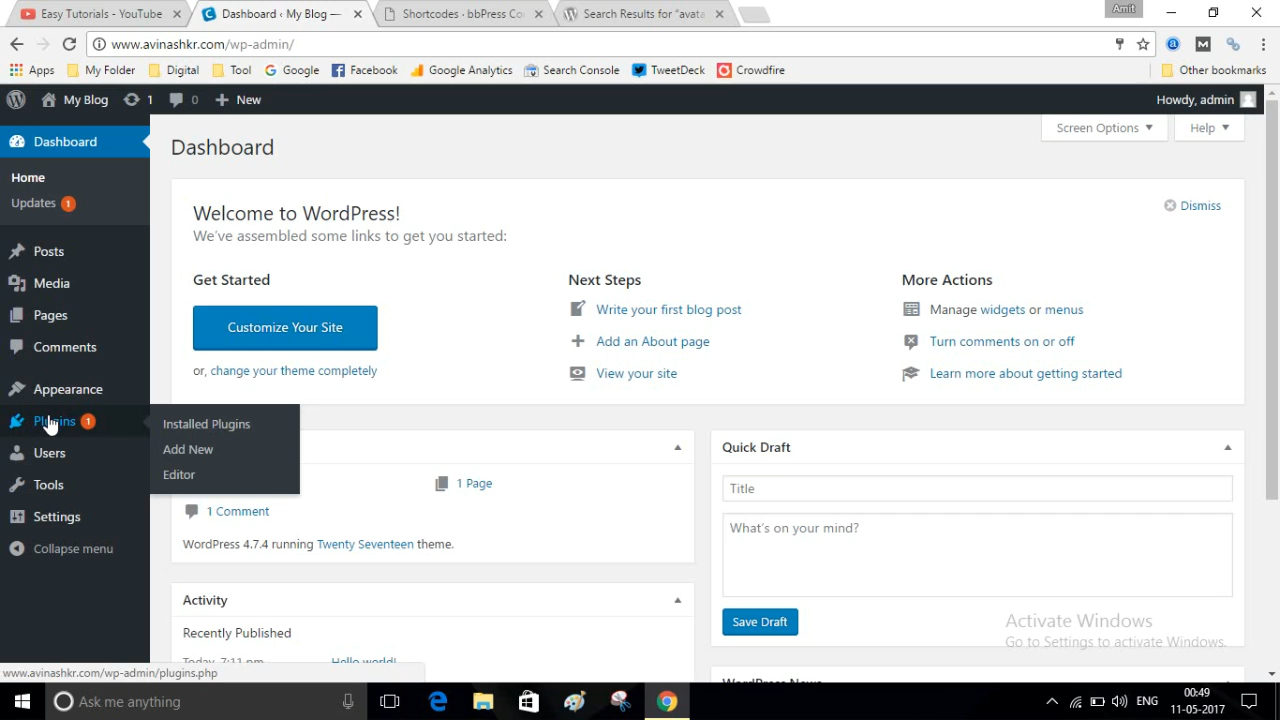 Easy Tutorials - YouTube
Dashboard ‹ My Blog —
Shortcodes · bbPress Co
Search Results for “avata
Amit
www.avinashkr.com/wp-admin/
Apps
My Folder
Digital
Tool
Google
Facebook
Google Analytics
Search Console
TweetDeck
Crowdfire
Other bookmarks
My Blog
1
0
New
Howdy, admin
Dashboard
Home
Updates 1
Posts
Media
Pages
Comments
Appearance
Plugins 1
Users
Tools
Settings
Collapse menu
Installed Plugins
Add New
Editor
Dashboard
Screen Options
Help
Welcome to WordPress!
Dismiss
We’ve assembled some links to get you started:
Get Started
Customize Your Site
or, change your theme completely
Next Steps
Write your first blog post
Add an About page
View your site
More Actions
Manage widgets or menus
Turn comments on or off
Learn more about getting started
1 Page
1 Comment
WordPress 4.7.4 running Twenty Seventeen theme.
Activity
Recently Published
Today, 7:11 pm
Hello world!
Quick Draft
Title
What’s on your mind?
Save Draft
WordPress News
Activate Windows
Go to Settings to activate Windows.
www.avinashkr.com/wp-admin/plugins.php
Ask me anything
ENG
00:49
11-05-2017